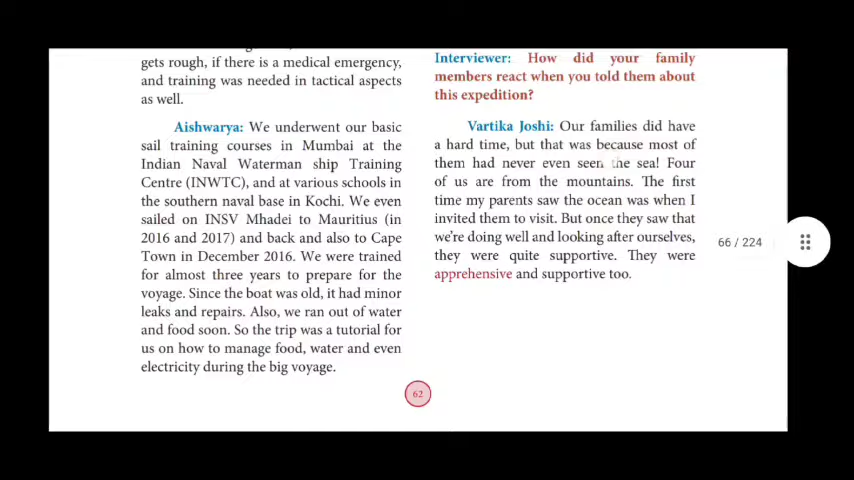 gets rough, if there is a medical emergency,
and training was needed in tactical aspects
as well.
Aishwarya: We underwent our basic
sail training courses in Mumbai at the
Indian Naval Waterman ship Training
Centre (INWTC), and at various schools in
the southern naval base in Kochi. We even
sailed on INSV Mhadei to Mauritius (in
2016 and 2017) and back and also to Cape
Town in December 2016. We were trained
for almost three years to prepare for the
voyage. Since the boat was old, it had minor
leaks and repairs. Also, we ran out of water
and food soon. So the trip was a tutorial for
us on how to manage food, water and even
electricity during the big voyage.
Interviewer: How did your family
members react when you told them about
this expedition?
Vartika Joshi: Our families did have
a hard time, but that was because most of
them had never even seen the sea! Four
of us are from the mountains. The first
time my parents saw the ocean was when I
invited them to visit. But once they saw that
we're doing well and looking after ourselves,
they were quite supportive. They were
apprehensive and supportive too.
62
66 / 224